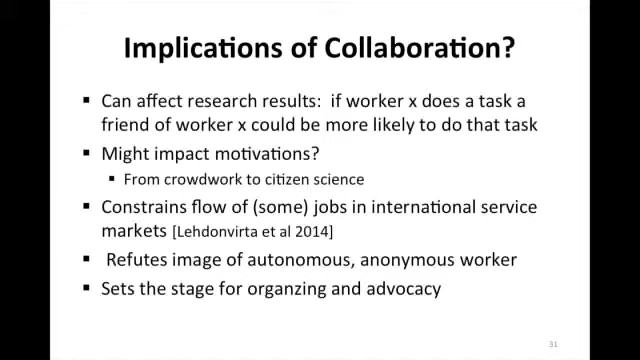 Implications of Collaboration?
▪ Can affect research results: if worker x does a task a
friend of worker x could be more likely to do that task
▪ Might impact motivations?
▪ From crowdwork to citizen science
▪ Constrains flow of (some) jobs in international service
markets [Lehdonvirta et al 2014]
▪ Refutes image of autonomous, anonymous worker
▪ Sets the stage for organzing and advocacy
31